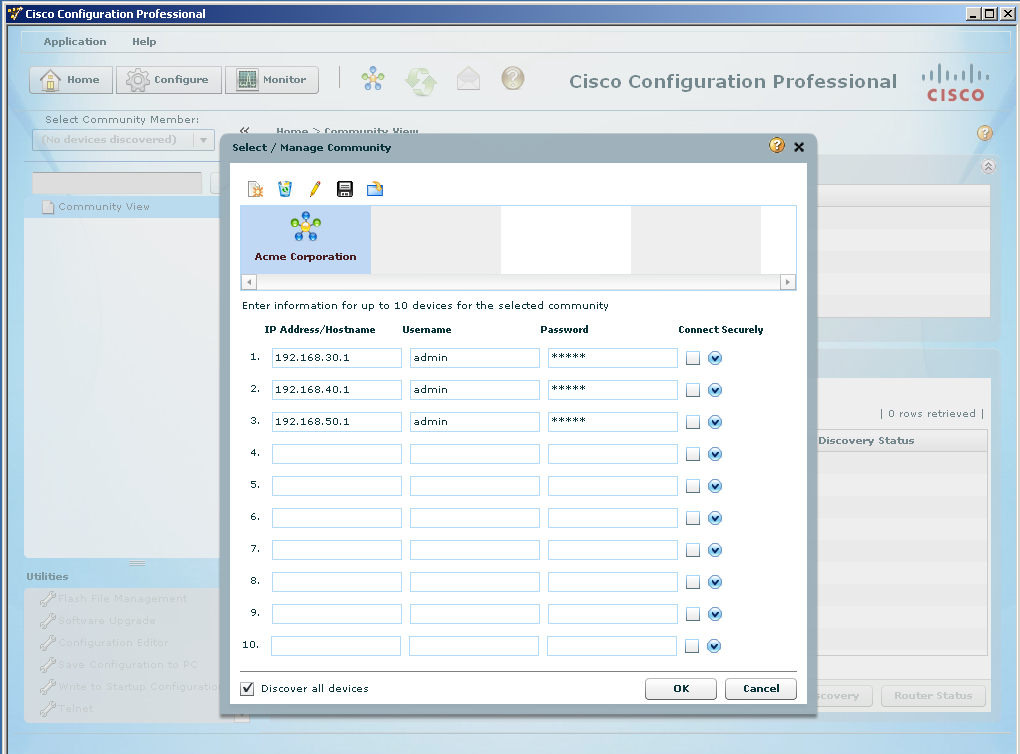 Cisco Configuration Professional
Application Help
Home Configure Monitor
Cisco Configuration Professional
CISCO
Select Community Member:
(No devices discovered)
Home > Community View
Community View
Select / Manage Community
Acme Corporation
Enter information for up to 10 devices for the selected community
IP Address/Hostname Username Password Connect Securely
1. 192.168.30.1 admin *****
2. 192.168.40.1 admin *****
3. 192.168.50.1 admin *****
4.
5.
6.
7.
8.
9.
10.
Discover all devices
OK Cancel
| 0 rows retrieved |
Discovery Status
Router Status
Utilities
Flash File Management
Software Upgrade
Configuration Editor
Save Configuration to PC
Write to Startup Configuration
Telnet